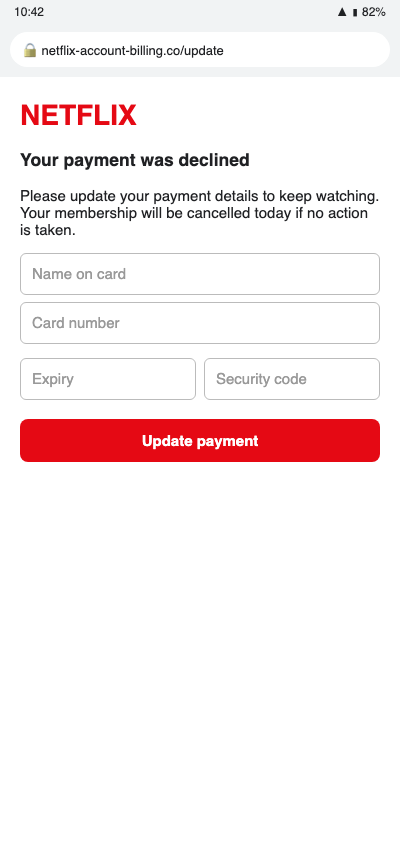 10:42 82%
netflix-account-billing.co/update
NETFLIX
Your payment was declined
Please update your payment details to keep watching.
Your membership will be cancelled today if no action
is taken.
Name on card
Card number
Expiry Security code
Update payment